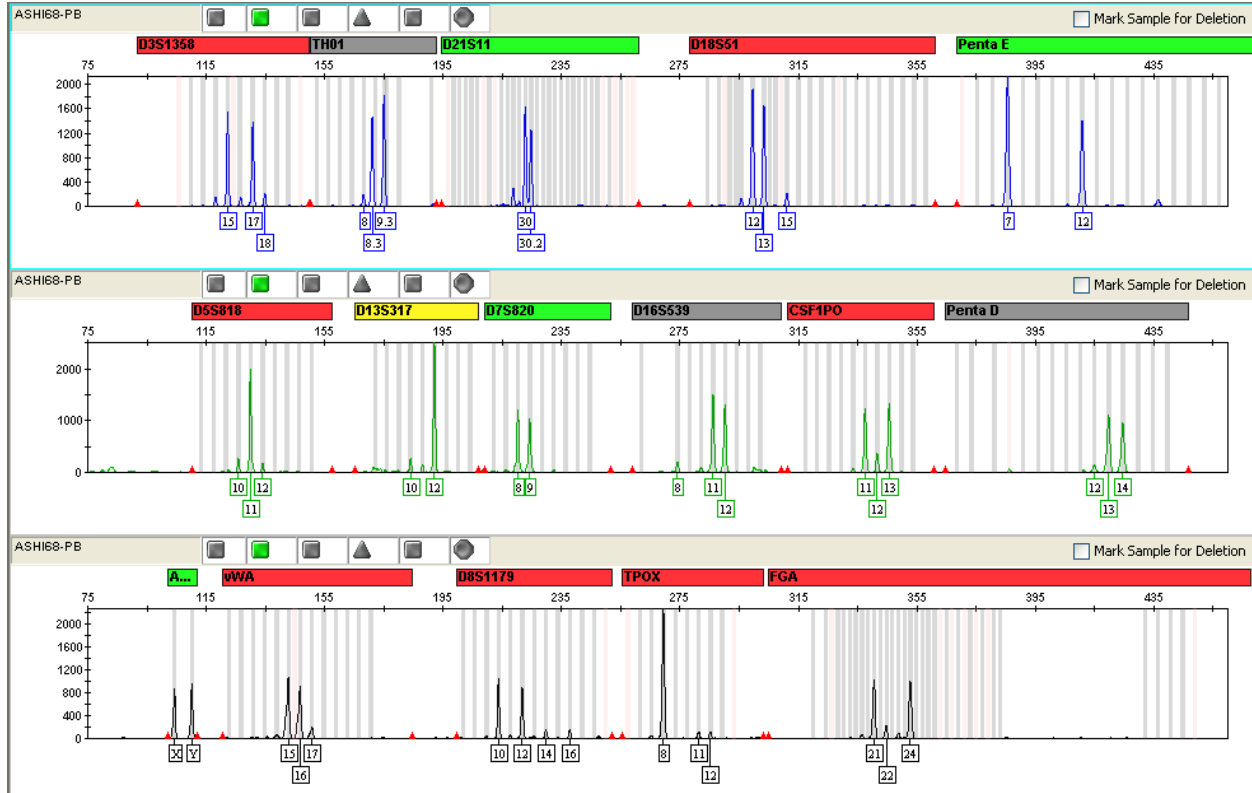 ASHI68-PB Mark Sample for Deletion
D3S1358 TH01 D21S11 D18S51 Penta E
75 115 155 195 235 275 315 355 395 435
2000
1600
1200
800
400
0
15 17 8 9.3 30 12 15 7 12
18 8.3 30.2 13
ASHI68-PB Mark Sample for Deletion
D5S818 D13S317 D7S820 D16S539 CSF1PO Penta D
75 115 155 195 235 275 315 355 395 435
2000
1000
0
10 12 10 12 8 9 8 11 11 13 12 14
11 12 12 13
ASHI68-PB Mark Sample for Deletion
A... vWA D8S1179 TPOX FGA
75 115 155 195 235 275 315 355 395 435
2000
1600
1200
800
400
0
X Y 15 17 10 12 14 16 8 11 21 24
16 12 22